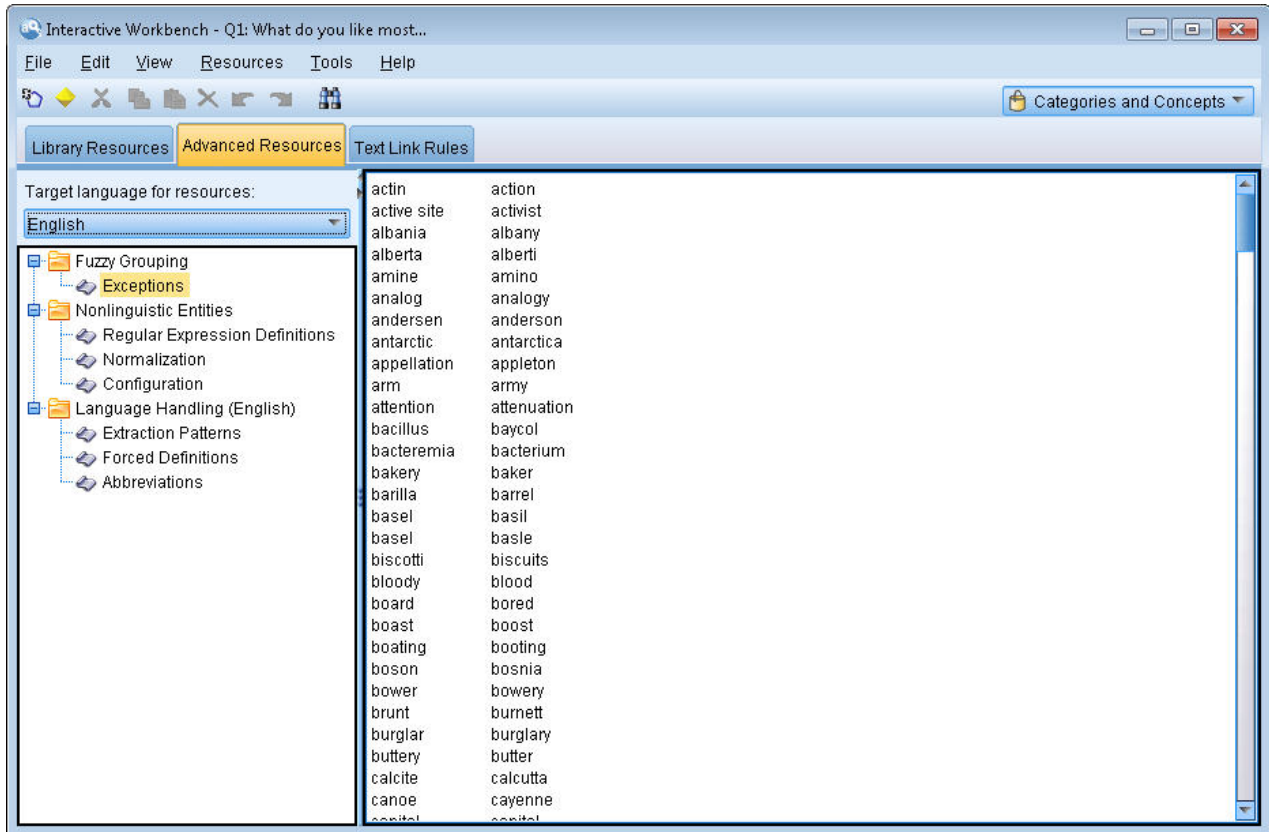 Interactive Workbench - Q1: What do you like most...
File Edit View Resources Tools Help
Categories and Concepts
Library Resources Advanced Resources Text Link Rules
Target language for resources:
English
Fuzzy Grouping
Exceptions
Nonlinguistic Entities
Regular Expression Definitions
Normalization
Configuration
Language Handling (English)
Extraction Patterns
Forced Definitions
Abbreviations
actin action
active site activist
albania albany
alberta alberti
amine amino
analog analogy
andersen anderson
antarctic antarctica
appellation appleton
arm army
attention attenuation
bacillus baycol
bacteremia bacterium
bakery baker
barilla barrel
basel basil
basel basle
biscotti biscuits
bloody blood
board bored
boast boost
boating booting
boson bosnia
bower bowery
brunt burnett
burglar burglary
buttery butter
calcite calcutta
canoe cayenne